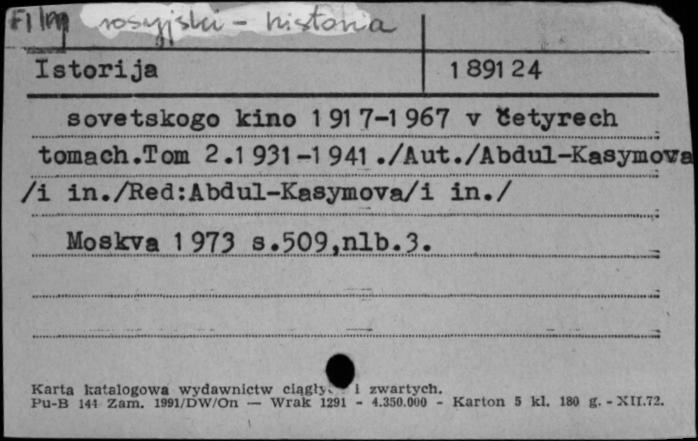 Film rosyjski - historia
Istorija 189124
sovetskogo kino 1917-1967 v četyrech
tomach.Tom 2.1931-1941./Aut./Abdul-Kasymova
/i in./Red:Abdul-Kasymova/i in./
Moskva 1973 s.509,nlb.3.
Karta katalogowa wydawnictw ciągły i zwartych.
Pu-B 144 Zam. 1991/DW/On — Wrak 1291 - 4.350.000 - Karton 5 kl. 180 g. - XII.72.